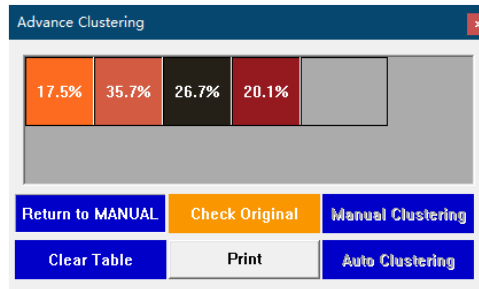 Advance Clustering
17.5% 35.7% 26.7% 20.1%
Return to MANUAL Check Original Manual Clustering
Clear Table Print Auto Clustering